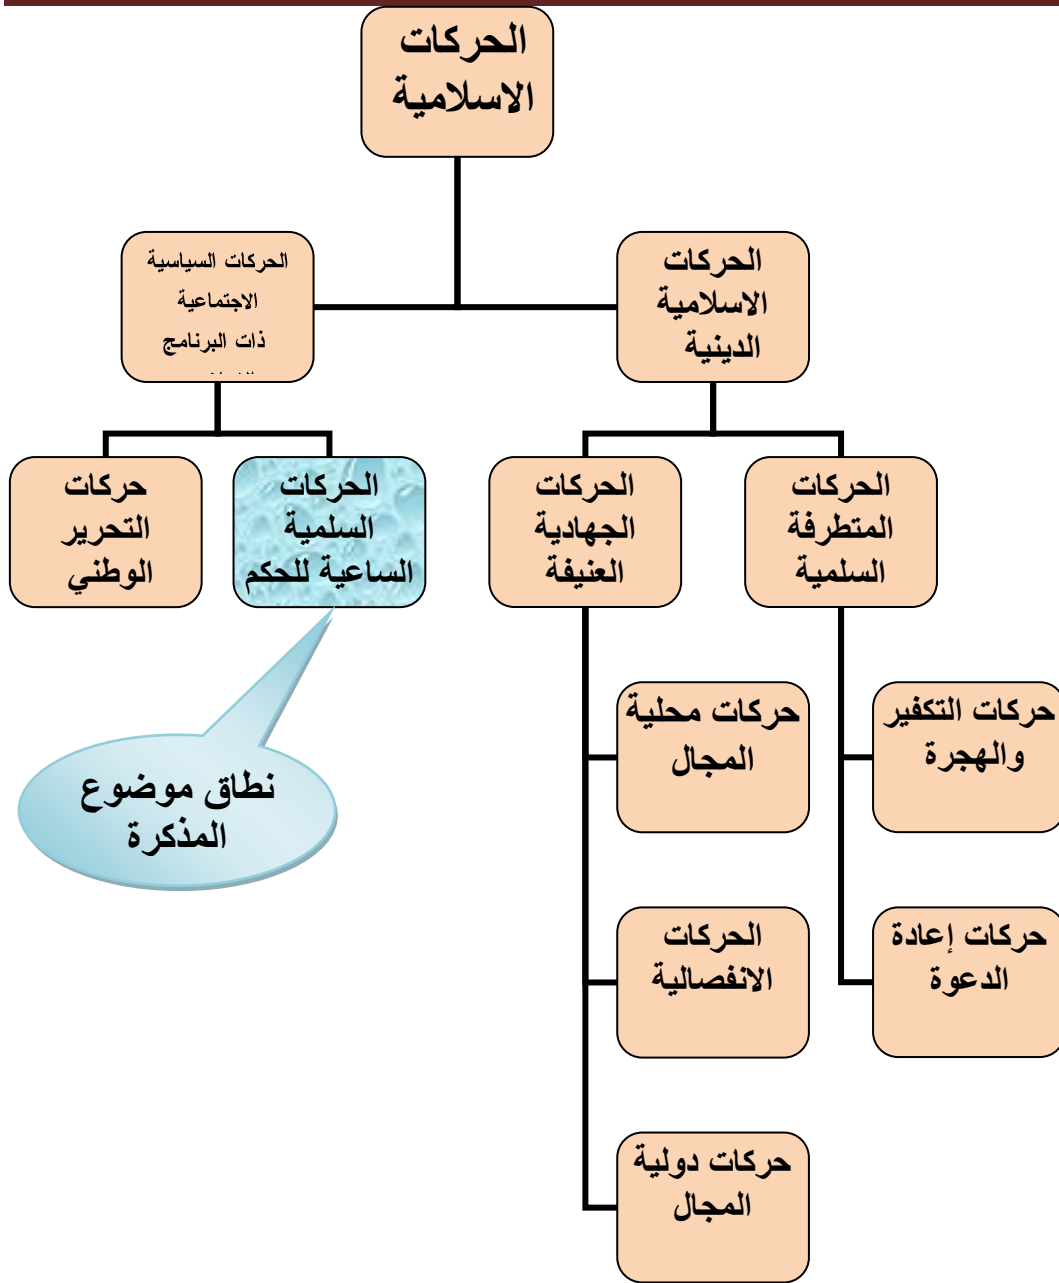 الحركات
الاسلامية
الحركات
الاسلامية
الدينية
الحركات السياسية
الاجتماعية
ذات البرنامج
الحركات
المتطرفة
السلمية
الحركات
الجهادية
العنيفة
الحركات
السلمية
الساعية للحكم
حركات
التحرير
الوطني
حركات التكفير
والهجرة
حركات محلية
المجال
نطاق موضوع
المذكرة
حركات إعادة
الدعوة
الحركات
الانفصالية
حركات دولية
المجال